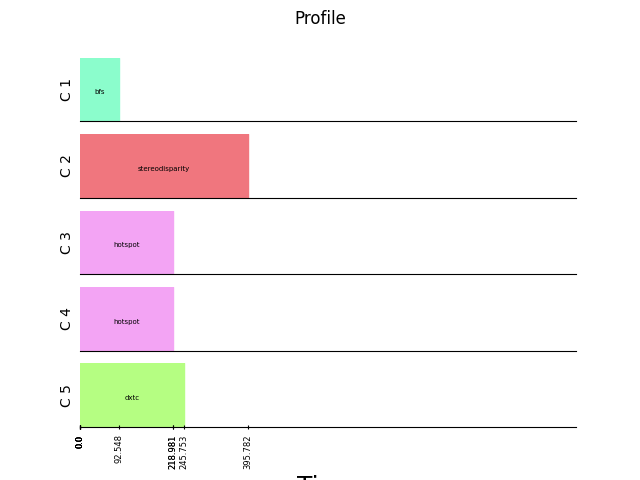 Profile
C 1
bfs
C 2
stereodisparity
C 3
hotspot
C 4
hotspot
C 5
dxtc
0.0
92.548
218.981
245.753
395.782